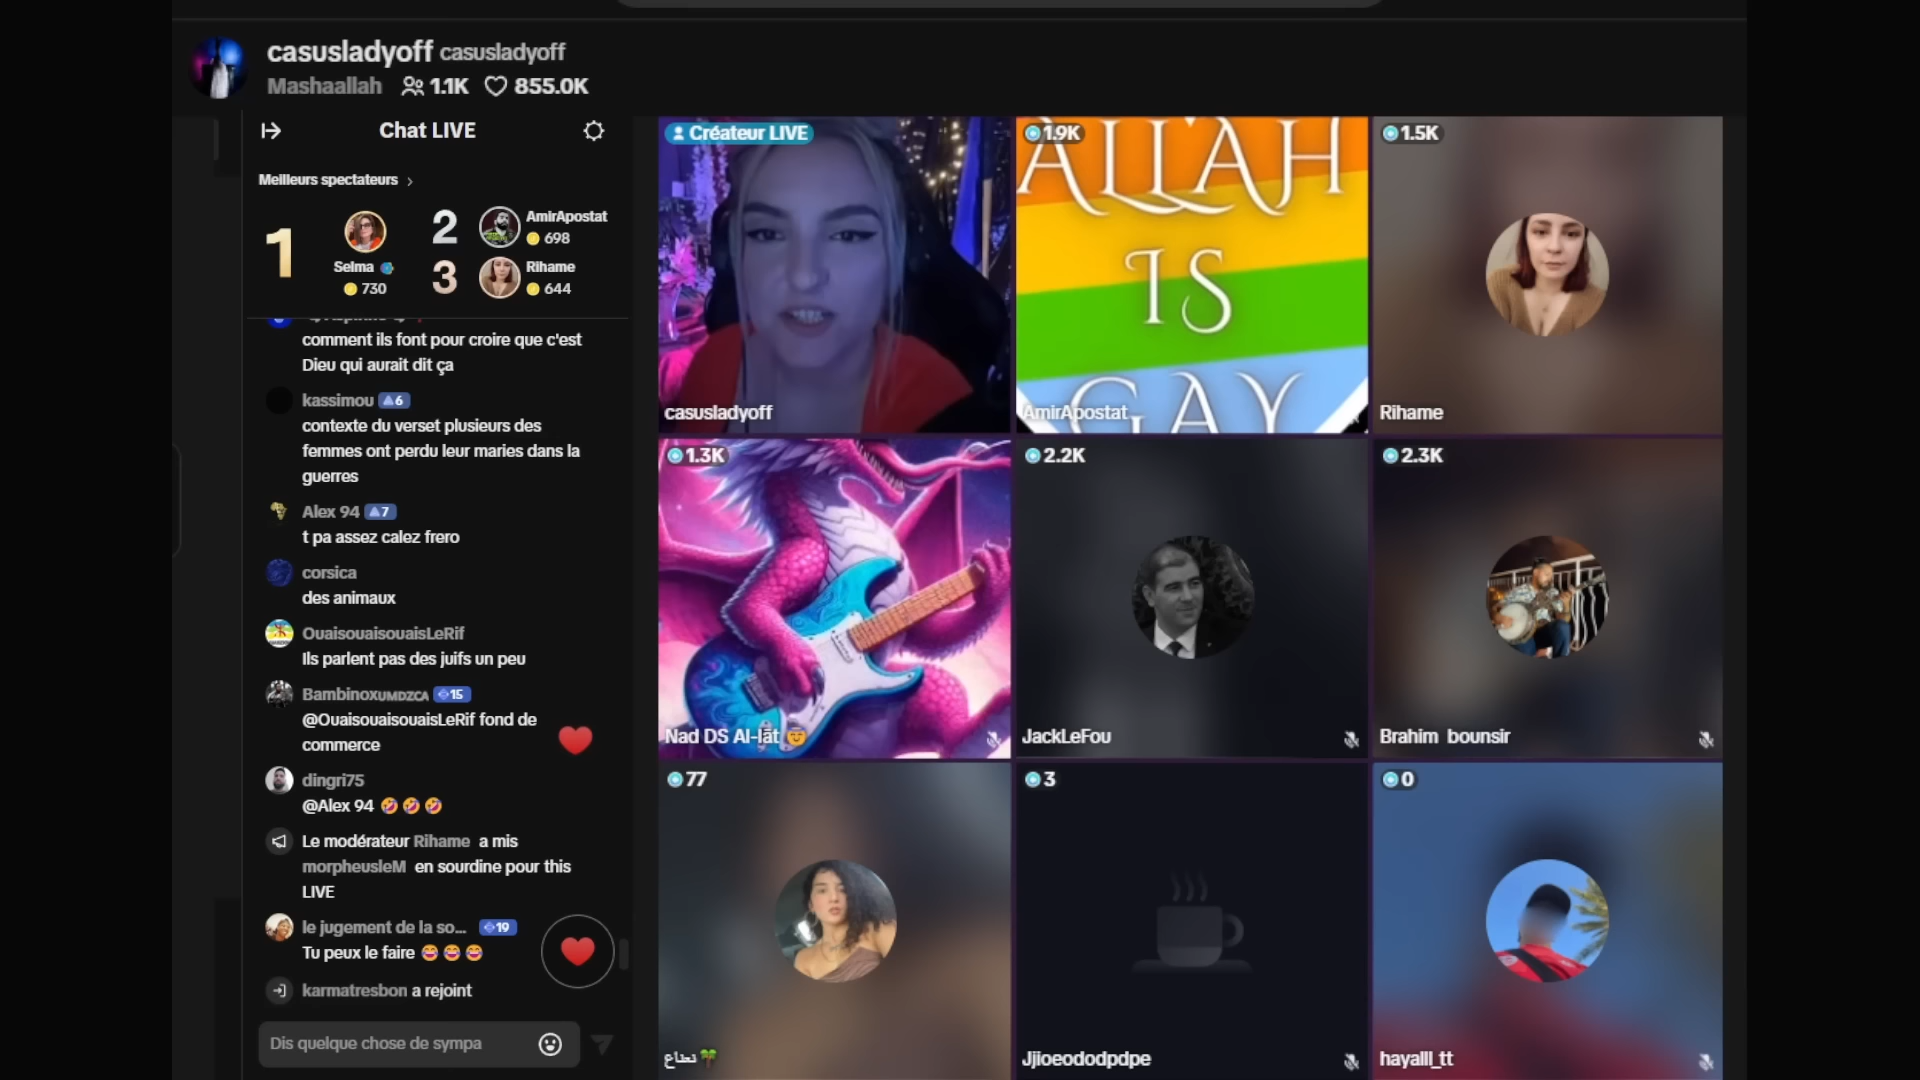 casusladyoff casusladyoff
Mashaallah 1.1K 855.0K
Chat LIVE
Meilleurs spectateurs
1
Selma
730
2
AmirApostat
698
3
Rihame
644
comment ils font pour croire que c'est
Dieu qui aurait dit ça
kassimou 6
contexte du verset plusieurs des
femmes ont perdu leur maries dans la
guerres
Alex 94 7
t pa assez calez frero
corsica
des animaux
OuaisouaisouaisLeRif
Ils parlent pas des juifs un peu
BambinoxUMDZCA 15
@OuaisouaisouaisLeRif fond de
commerce
dingri75
@Alex 94 🤣🤣🤣
Le modérateur Rihame a mis
morpheusleM en sourdine pour this
LIVE
le jugement de la so... 19
Tu peux le faire 😂😂😂
karmatresbon a rejoint
Dis quelque chose de sympa
Créateur LIVE
casusladyoff
1.9K
ALLAH
IS
GAY
AmirApostat
1.5K
Rihame
1.3K
Nad DS Al-lāt
2.2K
JackLeFou
2.3K
Brahim bounsir
77
نعناع🌴
3
Jjioeododpdpe
0
hayalll_tt